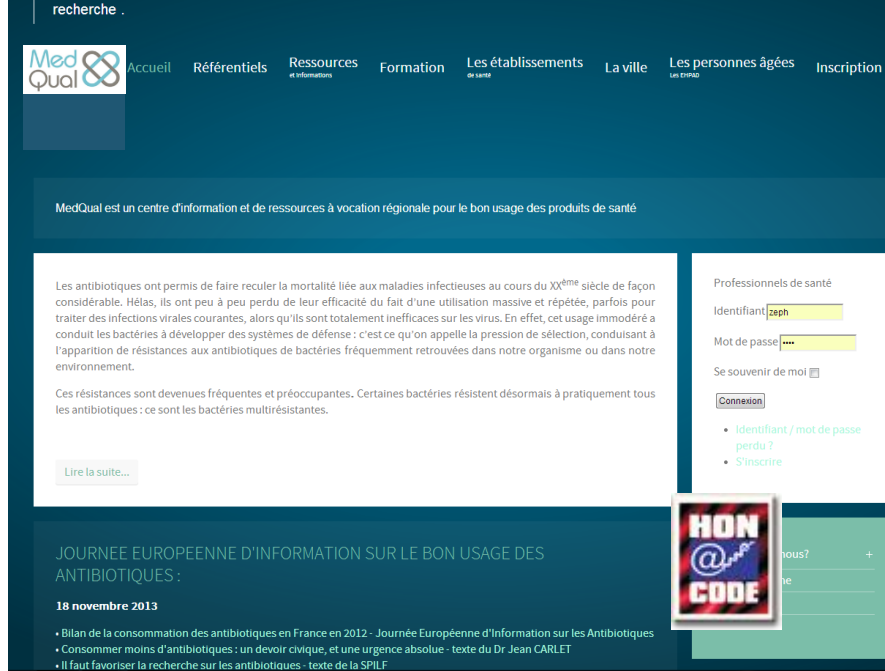 recherche .
Med
Qual
Accueil
Référentiels
Ressources
et Informations
Formation
Les établissements
de santé
La ville
Les personnes âgées
Les EHPAD
Inscription
MedQual est un centre d'information et de ressources à vocation régionale pour le bon usage des produits de santé
Les antibiotiques ont permis de faire reculer la mortalité liée aux maladies infectieuses au cours du XXème siècle de façon
considérable. Hélas, ils ont peu à peu perdu de leur efficacité du fait d'une utilisation massive et répétée, parfois pour
traiter des infections virales courantes, alors qu'ils sont totalement inefficaces sur les virus. En effet, cet usage immodéré a
conduit les bactéries à développer des systèmes de défense : c'est ce qu'on appelle la pression de sélection, conduisant à
l'apparition de résistances aux antibiotiques de bactéries fréquemment retrouvées dans notre organisme ou dans notre
environnement.
Ces résistances sont devenues fréquentes et préoccupantes. Certaines bactéries résistent désormais à pratiquement tous
les antibiotiques : ce sont les bactéries multirésistantes.
Lire la suite...
Professionnels de santé
Identifiant zeph
Mot de passe ••••
Se souvenir de moi
Connexion
• Identifiant / mot de passe
perdu ?
• S'inscrire
JOURNEE EUROPEENNE D'INFORMATION SUR LE BON USAGE DES
ANTIBIOTIQUES :
18 novembre 2013
• Bilan de la consommation des antibiotiques en France en 2012 - Journée Européenne d'Information sur les Antibiotiques
• Consommer moins d'antibiotiques : un devoir civique, et une urgence absolue - texte du Dr Jean CARLET
• Il faut favoriser la recherche sur les antibiotiques - texte de la SPILF
HON
@
CODE
nous? +